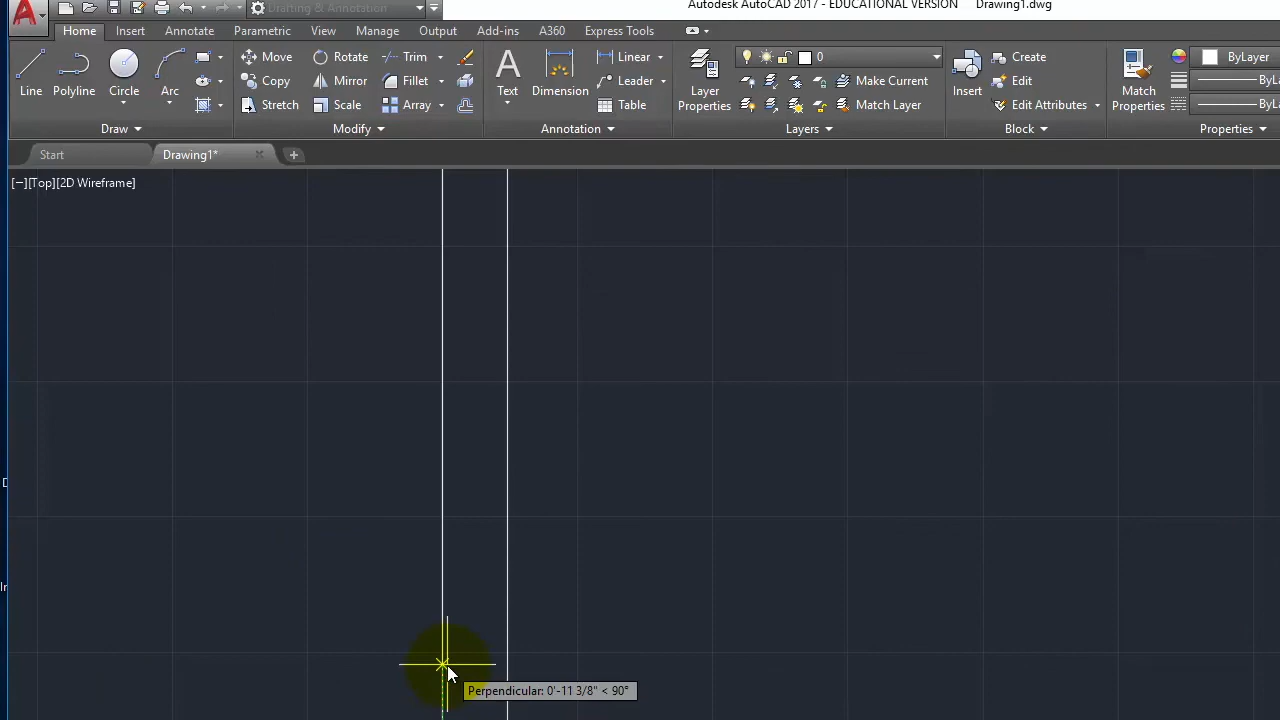 Drafting & Annotation
Autodesk AutoCAD 2017 - EDUCATIONAL VERSION Drawing1.dwg
Home Insert Annotate Parametric View Manage Output Add-ins A360 Express Tools
Line Polyline Circle Arc
Move Rotate Trim
Copy Mirror Fillet
Stretch Scale Array
Text Dimension
Linear
Leader
Table
Layer Properties
0
Make Current
Match Layer
Insert
Create
Edit
Edit Attributes
Match Properties
ByLayer
Draw Modify Annotation Layers Block Properties
Start Drawing1*
[−][Top][2D Wireframe]
Perpendicular: 0'-11 3/8" < 90°